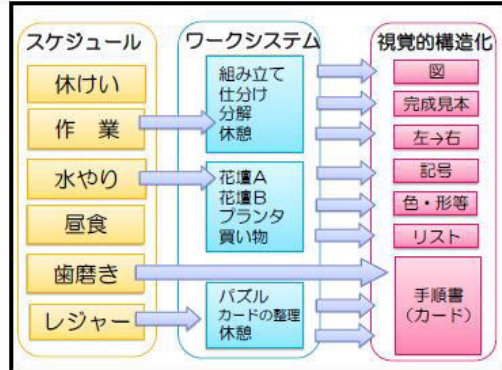 スケジュール
休けい
作　業
水やり
昼食
歯磨き
レジャー
ワークシステム
組み立て
仕分け
分解
休憩
花壇A
花壇B
プランタ
買い物
パズル
カードの整理
休憩
視覚的構造化
図
完成見本
左→右
記号
色・形等
リスト
手順書
（カード）